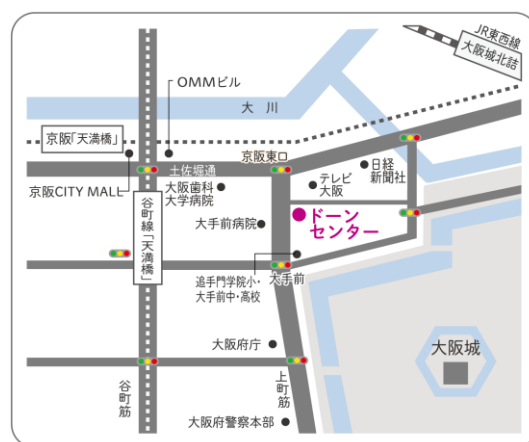 JR東西線
大阪城北詰
OMMビル
大川
京阪「天満橋」
京阪東口
土佐堀通
日経
新聞社
テレビ
大阪
京阪CITY MALL
大阪歯科
大学病院
谷町線「天満橋」
ドーン
センター
大手前病院
追手門学院小・
大手前中・高校
大手前
大阪府庁
大阪城
谷町筋
上町筋
大阪府警察本部